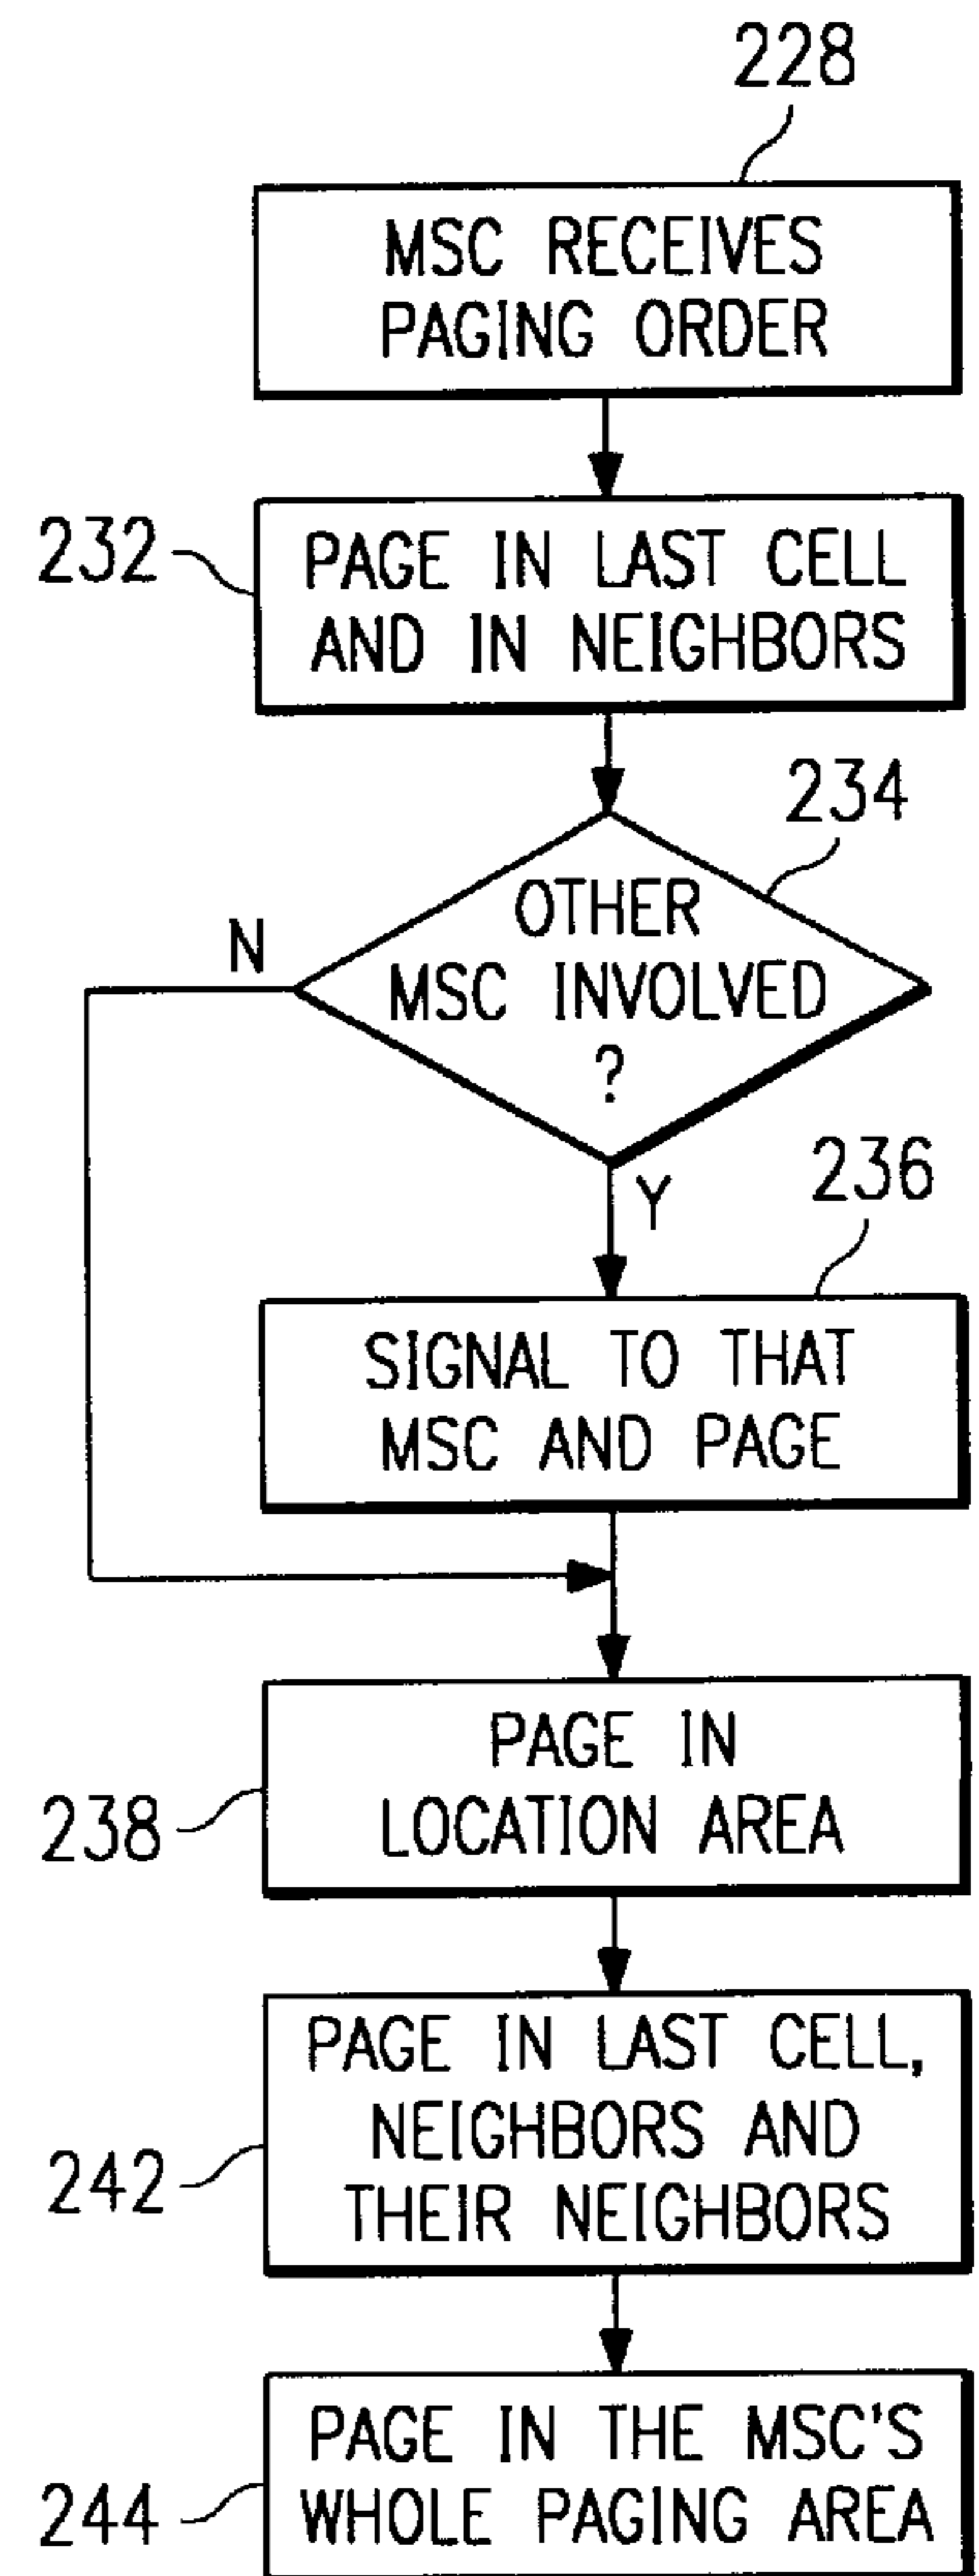 228
MSC RECEIVES
PAGING ORDER
232
PAGE IN LAST CELL
AND IN NEIGHBORS
234
OTHER
MSC INVOLVED
?
N
Y
236
SIGNAL TO THAT
MSC AND PAGE
238
PAGE IN
LOCATION AREA
242
PAGE IN LAST CELL,
NEIGHBORS AND
THEIR NEIGHBORS
244
PAGE IN THE MSC'S
WHOLE PAGING AREA